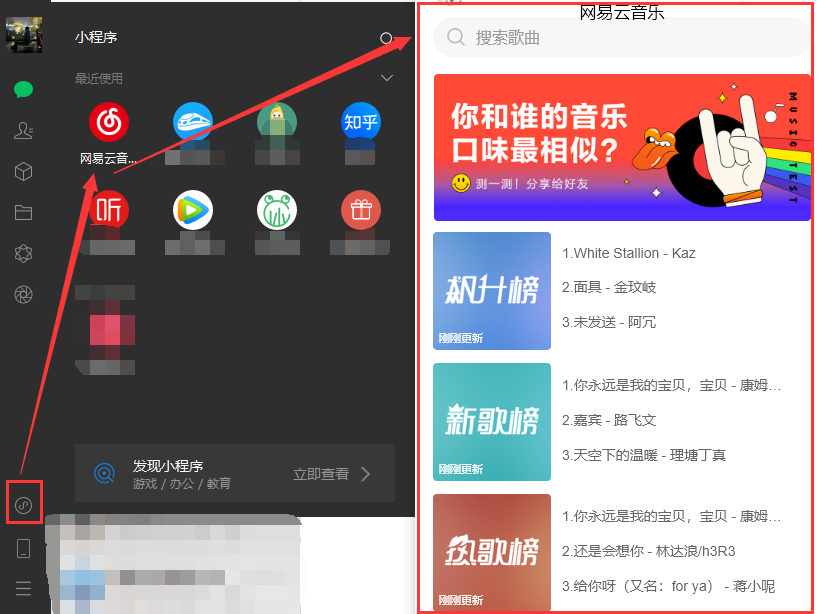 小程序
最近使用
网易云音...
知乎
听
发现小程序
游戏 / 办公 / 教育
立即查看
网易云音乐
搜索歌曲
你和谁的音乐
口味最相似？
测一测！分享给好友
MUSIC TEST
飙升榜
刚刚更新
1.White Stallion - Kaz
2.面具 - 金玟岐
3.未发送 - 阿冗
新歌榜
刚刚更新
1.你永远是我的宝贝，宝贝 - 康姆...
2.嘉宾 - 路飞文
3.天空下的温暖 - 理塘丁真
热歌榜
刚刚更新
1.你永远是我的宝贝，宝贝 - 康姆...
2.还是会想你 - 林达浪/h3R3
3.给你呀（又名：for ya） - 蒋小呢